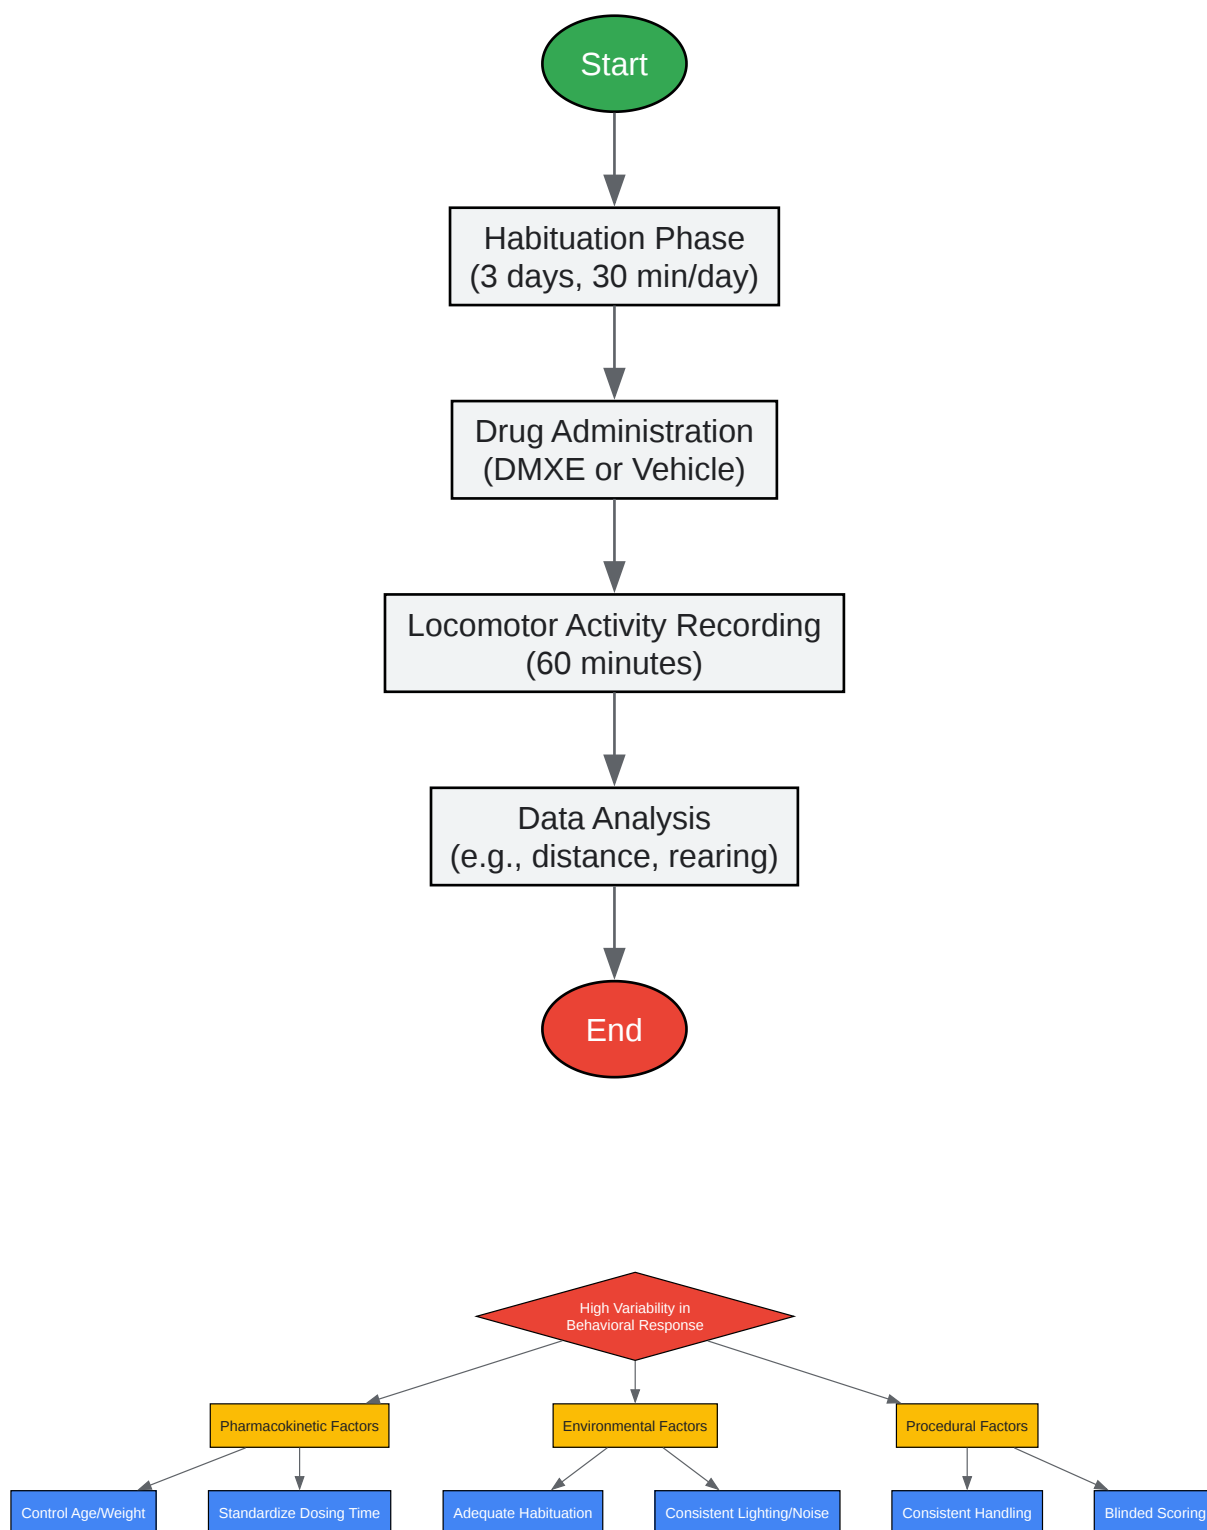 Start
Habituation Phase
(3 days, 30 min/day)
Drug Administration
(DMXE or Vehicle)
Locomotor Activity Recording
(60 minutes)
Data Analysis
(e.g., distance, rearing)
End
High Variability in
Behavioral Response
Pharmacokinetic Factors
Environmental Factors
Procedural Factors
Control Age/Weight
Standardize Dosing Time
Adequate Habituation
Consistent Lighting/Noise
Consistent Handling
Blinded Scoring